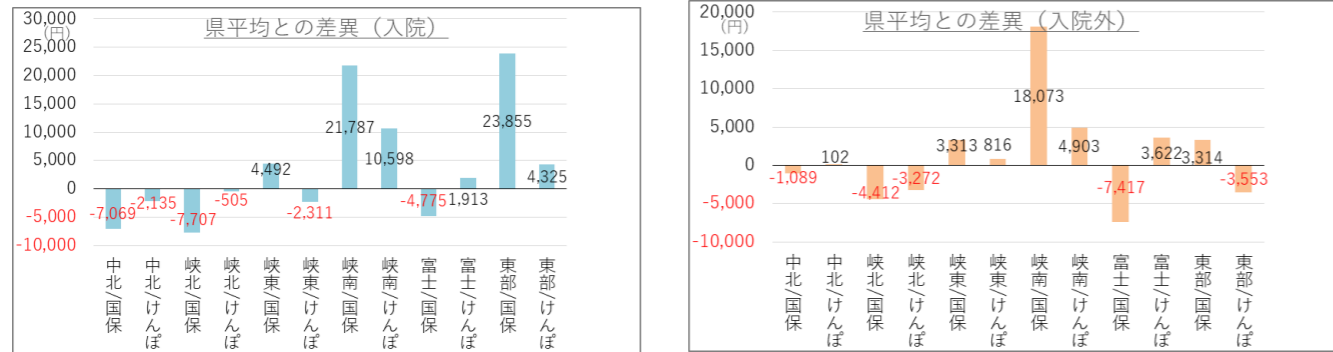 県平均との差異（入院）
(円)
30,000
25,000
20,000
15,000
10,000
5,000
0
-5,000
-10,000
-7,069
-2,135
-7,707
-505
4,492
-2,311
21,787
10,598
-4,775
1,913
23,855
4,325
中北/国保
中北/けんぽ
峡北/国保
峡北/けんぽ
峡東/国保
峡東/けんぽ
峡南/国保
峡南/けんぽ
富士/国保
富士/けんぽ
東部/国保
東部/けんぽ
県平均との差異（入院外）
(円)
20,000
15,000
10,000
5,000
0
-5,000
-10,000
-1,089
102
-4,412
-3,272
3,313
816
18,073
4,903
-7,417
3,622
3,314
-3,553
中北/国保
中北/けんぽ
峡北/国保
峡北/けんぽ
峡東/国保
峡東/けんぽ
峡南/国保
峡南/けんぽ
富士/国保
富士/けんぽ
東部/国保
東部/けんぽ